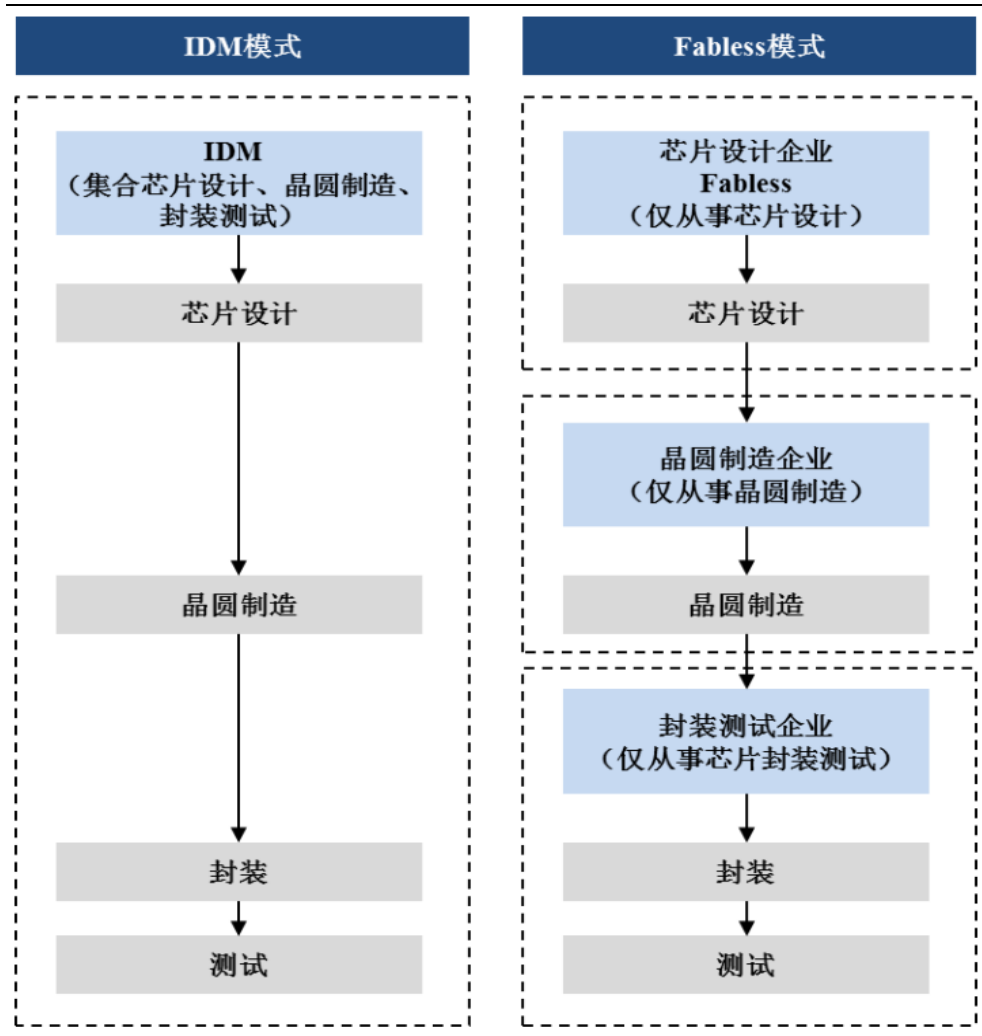 IDM模式
IDM
（集合芯片设计、晶圆制造、
封装测试）
芯片设计
晶圆制造
封装
测试
Fabless模式
芯片设计企业
Fabless
（仅从事芯片设计）
芯片设计
晶圆制造企业
（仅从事晶圆制造）
晶圆制造
封装测试企业
（仅从事芯片封装测试）
封装
测试